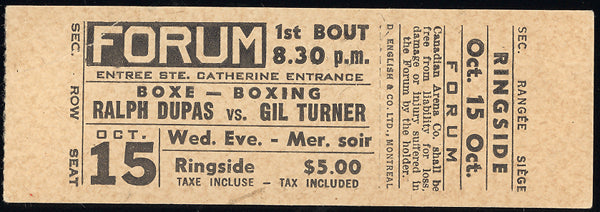 SEC. ROW SEAT
FORUM
1st BOUT
8.30 p.m.
ENTREE STE. CATHERINE ENTRANCE
BOXE — BOXING
RALPH DUPAS vs. GIL TURNER
OCT.
15
Wed. Eve. - Mer. soir
Ringside $5.00
TAXE INCLUSE - TAX INCLUDED
D. ENGLISH & CO. LTD., MONTREAL
Canadian Arena Co. shall be
free from liability for loss,
damage or injury suffered in
the Forum by the holder.
FORUM
Oct. 15 Oct.
RINGSIDE
SEC. RANGÉE SIÈGE